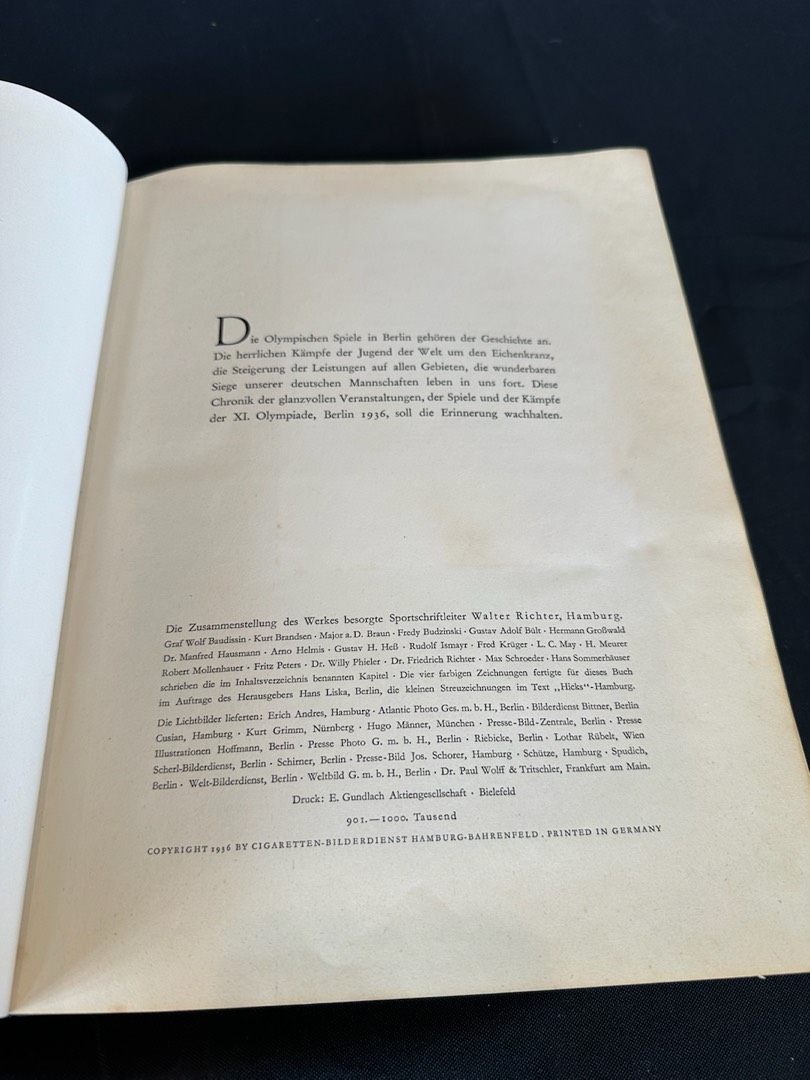 Die Olympischen Spiele in Berlin gehören der Geschichte an.
Die herrlichen Kämpfe der Jugend der Welt um den Eichenkranz,
die Steigerung der Leistungen auf allen Gebieten, die wunderbaren
Siege unserer deutschen Mannschaften leben in uns fort. Diese
Chronik der glanzvollen Veranstaltungen, der Spiele und der Kämpfe
der XI. Olympiade, Berlin 1936, soll die Erinnerung wachhalten.
Die Zusammenstellung des Werkes besorgte Sportschriftleiter Walter Richter, Hamburg.
Graf Wolf Baudissin · Kurt Brandsen · Major a. D. Braun · Fredy Budzinski · Gustav Adolf Bült · Hermann Großwald
Dr. Manfred Hausmann · Arno Helmis · Gustav H. Heß · Rudolf Ismayr · Fred Krüger · L. C. May · H. Meurer
Robert Mollenhauer · Fritz Peters · Dr. Willy Phieler · Dr. Friedrich Richter · Max Schroeder · Hans Sommerhäuser
schrieben die im Inhaltsverzeichnis benannten Kapitel · Die vier farbigen Zeichnungen fertigte für dieses Buch
im Auftrage des Herausgebers Hans Liska, Berlin, die kleinen Streuzeichnungen im Text „Hicks“-Hamburg.
Die Lichtbilder lieferten: Erich Andres, Hamburg · Atlantic Photo Ges. m. b. H., Berlin · Bilderdienst Bittner, Berlin
Cusian, Hamburg · Kurt Grimm, Nürnberg · Hugo Männer, München · Presse-Bild-Zentrale, Berlin · Presse
Illustrationen Hoffmann, Berlin · Presse Photo G. m. b. H., Berlin · Riebicke, Berlin · Lothar Rübelt, Wien
Scherl-Bilderdienst, Berlin · Schirner, Berlin · Presse-Bild Jos. Schorer, Hamburg · Schütze, Hamburg · Spudich,
Berlin · Welt-Bilderdienst, Berlin · Weltbild G. m. b. H., Berlin · Dr. Paul Wolff & Tritschler, Frankfurt am Main.
Druck: E. Gundlach Aktiengesellschaft · Bielefeld
901.—1000. Tausend
COPYRIGHT 1936 BY CIGARETTEN-BILDERDIENST HAMBURG-BAHRENFELD . PRINTED IN GERMANY